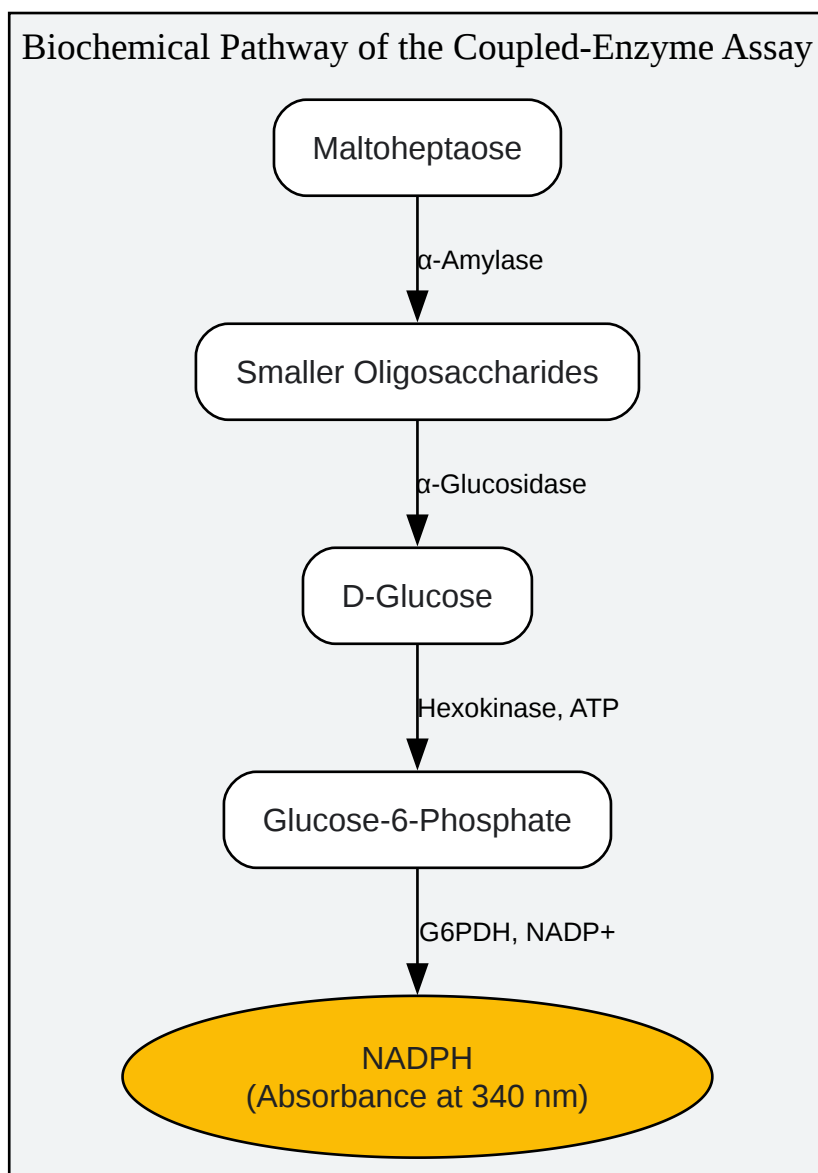 Biochemical Pathway of the Coupled-Enzyme Assay
Maltoheptaose
α-Amylase
Smaller Oligosaccharides
α-Glucosidase
D-Glucose
Hexokinase, ATP
Glucose-6-Phosphate
G6PDH, NADP+
NADPH
(Absorbance at 340 nm)